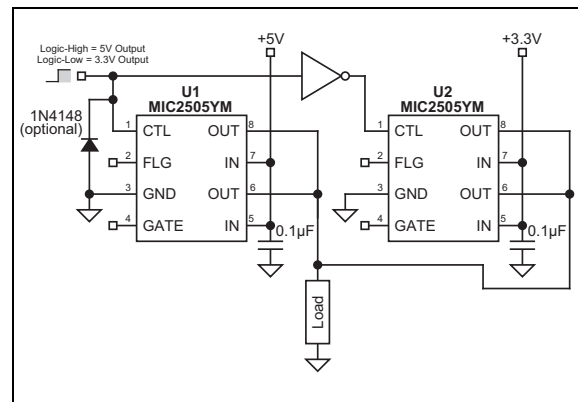 Logic-High = 5V Output
Logic-Low = 3.3V Output
+5V
+3.3V
U1
MIC2505YM
U2
MIC2505YM
1N4148
(optional)
1 CTL OUT 8
2 FLG IN 7
3 GND OUT 6
4 GATE IN 5
0.1µF
1 CTL OUT 8
2 FLG IN 7
3 GND OUT 6
4 GATE IN 5
0.1µF
Load